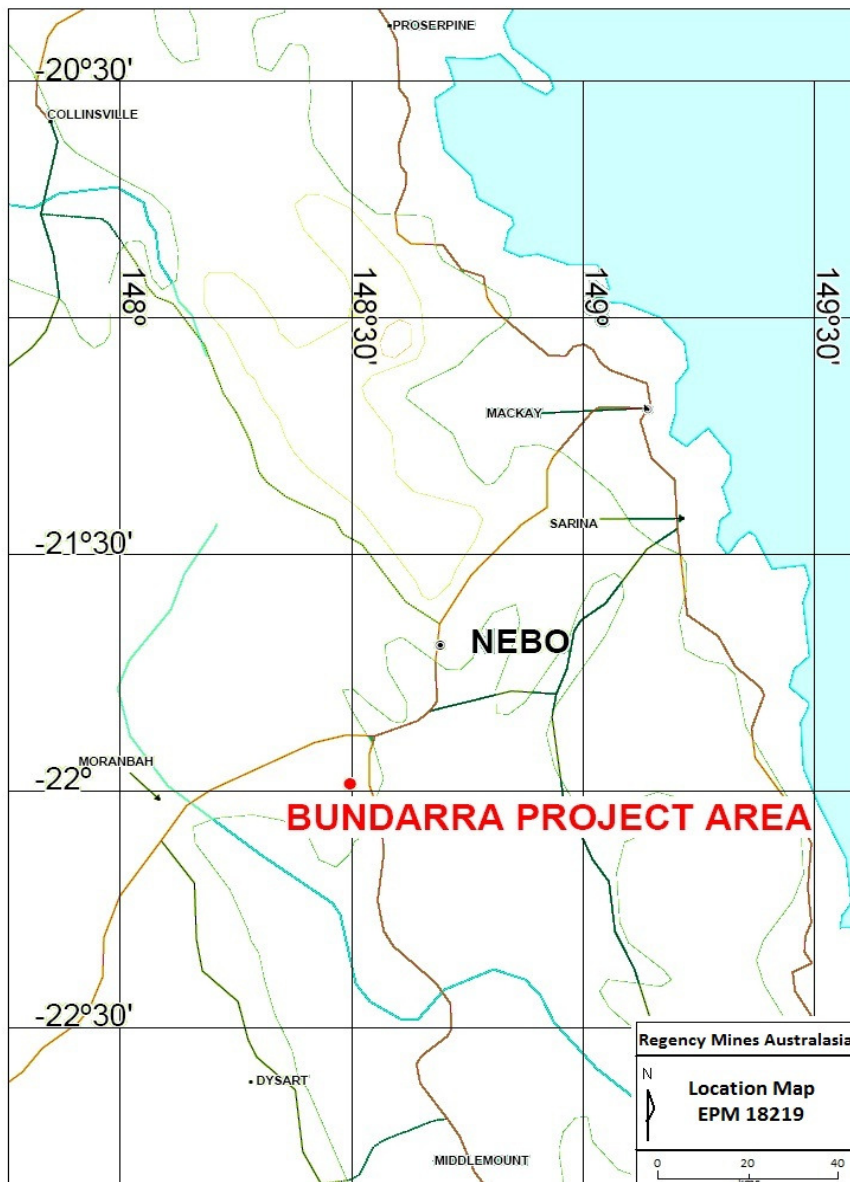 PROSERPINE
-20°30'
COLLINSVILLE
148°
148°30'
149°
149°30'
MACKAY
SARINA
-21°30'
NEBO
MORANBAH
-22°
BUNDARRA PROJECT AREA
-22°30'
Regency Mines Australasia
N
Location Map
EPM 18219
DYSART
MIDDLEMOUNT
0 20 40